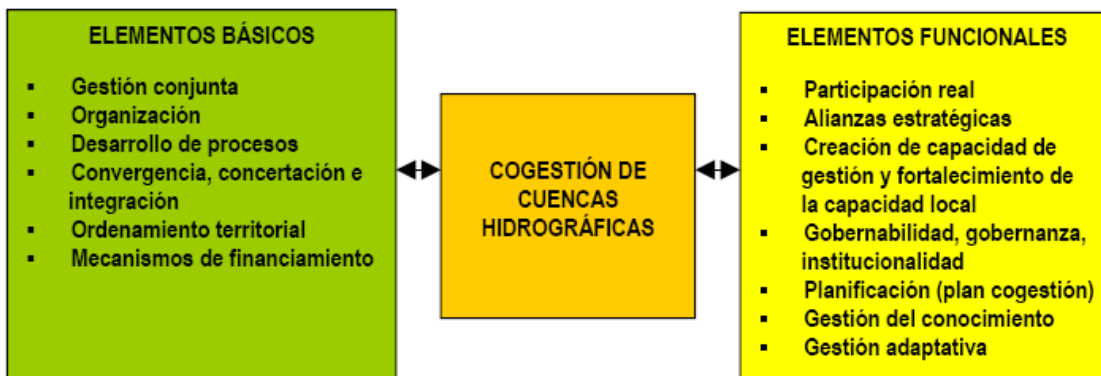 ELEMENTOS BÁSICOS
▪ Gestión conjunta
▪ Organización
▪ Desarrollo de procesos
▪ Convergencia, concertación e
integración
▪ Ordenamiento territorial
▪ Mecanismos de financiamiento
COGESTIÓN DE
CUENCAS
HIDROGRÁFICAS
ELEMENTOS FUNCIONALES
▪ Participación real
▪ Alianzas estratégicas
▪ Creación de capacidad de
gestión y fortalecimiento de
la capacidad local
▪ Gobernabilidad, gobernanza,
institucionalidad
▪ Planificación (plan cogestión)
▪ Gestión del conocimiento
▪ Gestión adaptativa